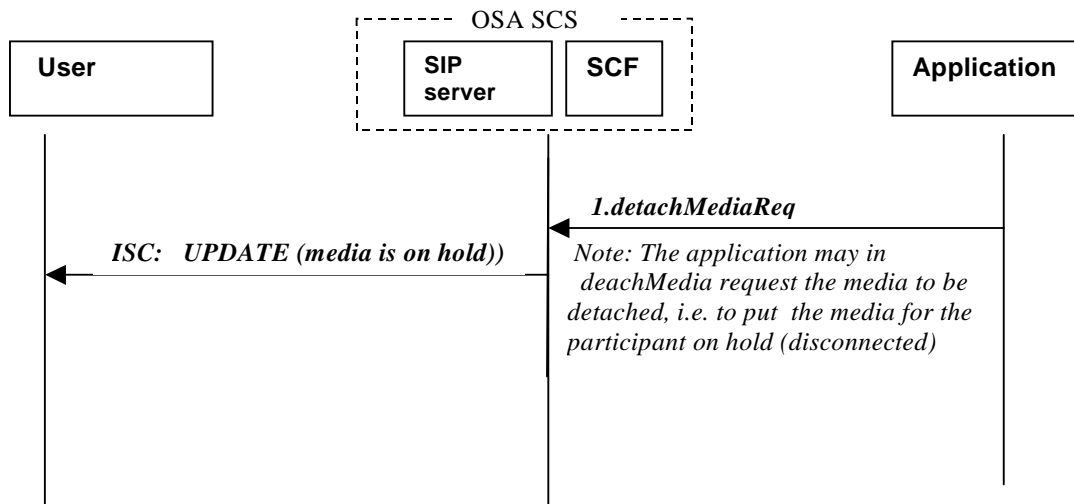 OSA SCS
User
SIP
server
SCF
Application
1.detachMediaReq
ISC: UPDATE (media is on hold))
Note: The application may in
deachMedia request the media to be
detached, i.e. to put the media for the
participant on hold (disconnected)